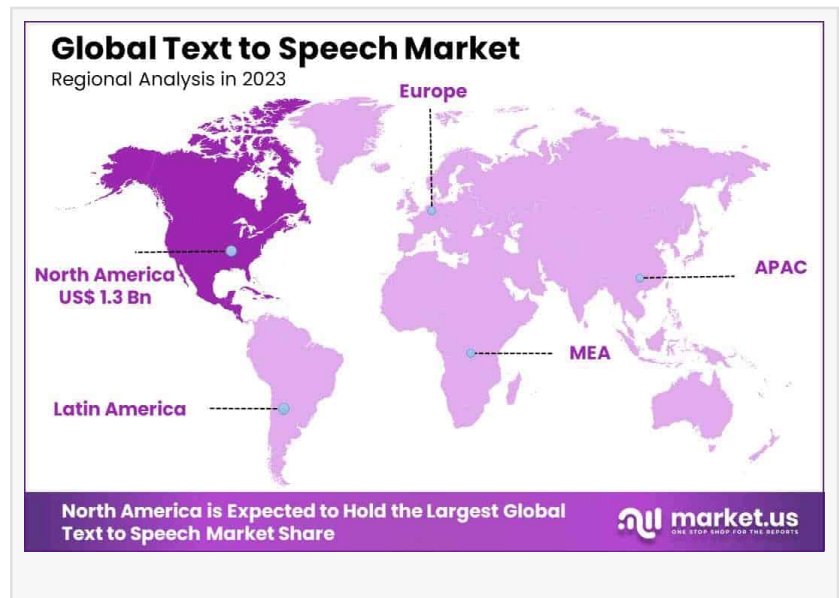 Global Text to Speech Market
Regional Analysis in 2023
Europe
North America
US$ 1.3 Bn
APAC
MEA
Latin America
North America is Expected to Hold the Largest Global
Text to Speech Market Share
market.us
ONE STOP SHOP FOR THE REPORTS